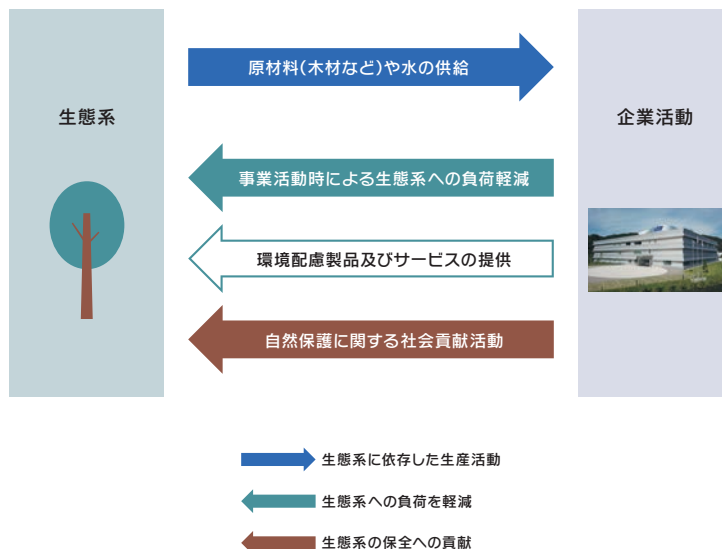 生態系
原材料(木材など)や水の供給
企業活動
事業活動時による生態系への負荷軽減
環境配慮製品及びサービスの提供
自然保護に関する社会貢献活動
生態系に依存した生産活動
生態系への負荷を軽減
生態系の保全への貢献